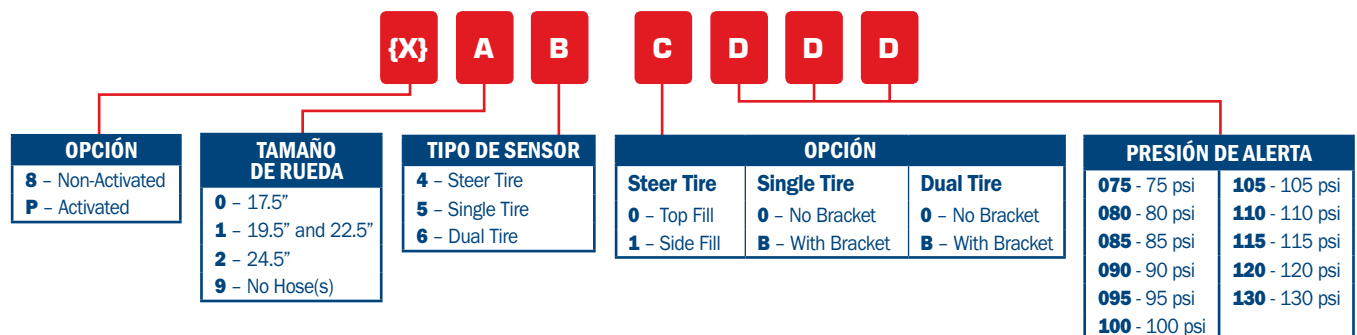 {X} A B C D D D
OPCIÓN
8 – Non-Activated
P – Activated
TAMAÑO
DE RUEDA
0 – 17.5”
1 – 19.5” and 22.5”
2 – 24.5”
9 – No Hose(s)
TIPO DE SENSOR
4 – Steer Tire
5 – Single Tire
6 – Dual Tire
OPCIÓN
Steer Tire
0 – Top Fill
1 – Side Fill
Single Tire
0 – No Bracket
B – With Bracket
Dual Tire
0 – No Bracket
B – With Bracket
PRESIÓN DE ALERTA
075 - 75 psi
080 - 80 psi
085 - 85 psi
090 - 90 psi
095 - 95 psi
100 - 100 psi
105 - 105 psi
110 - 110 psi
115 - 115 psi
120 - 120 psi
130 - 130 psi